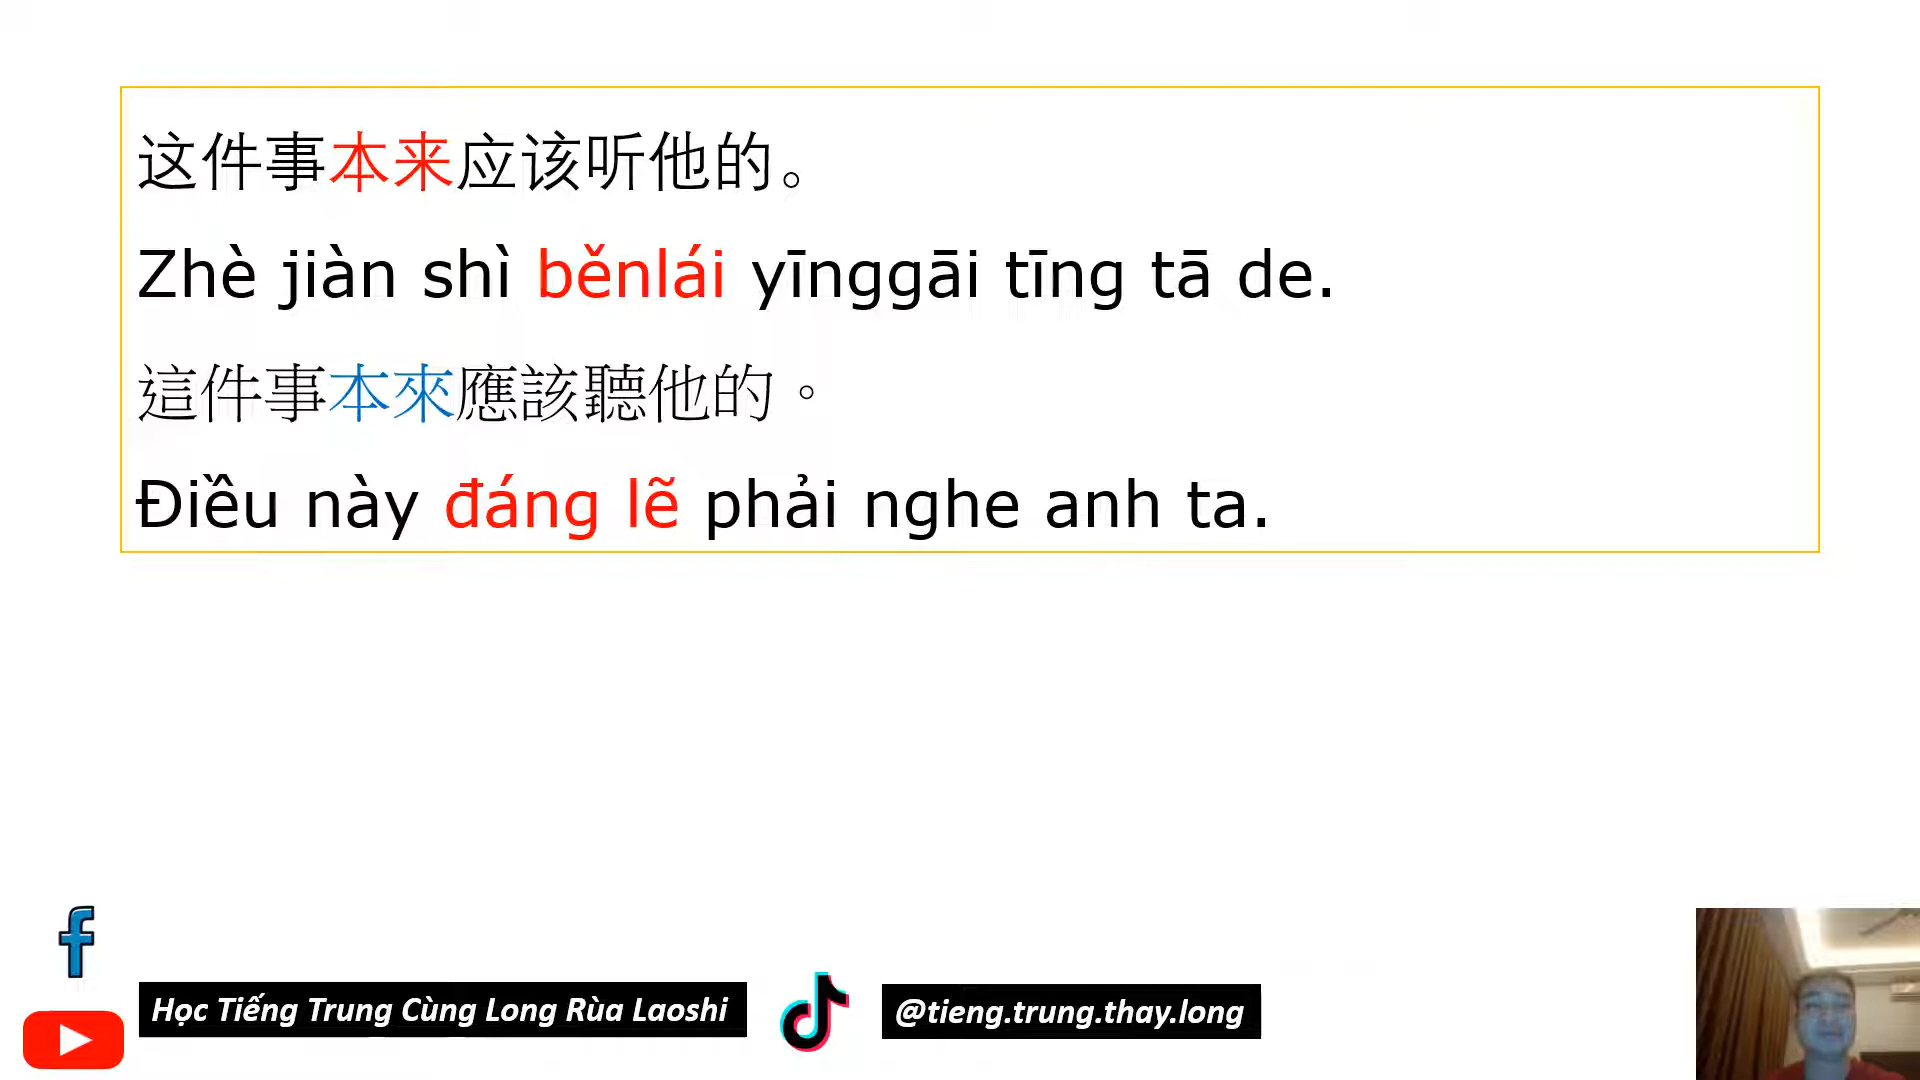 这件事本来应该听他的。
Zhè jiàn shì běnlái yīnggāi tīng tā de.
這件事本來應該聽他的。
Điều này đáng lẽ phải nghe anh ta.
Học Tiếng Trung Cùng Long Rùa Laoshi
@tieng.trung.thay.long